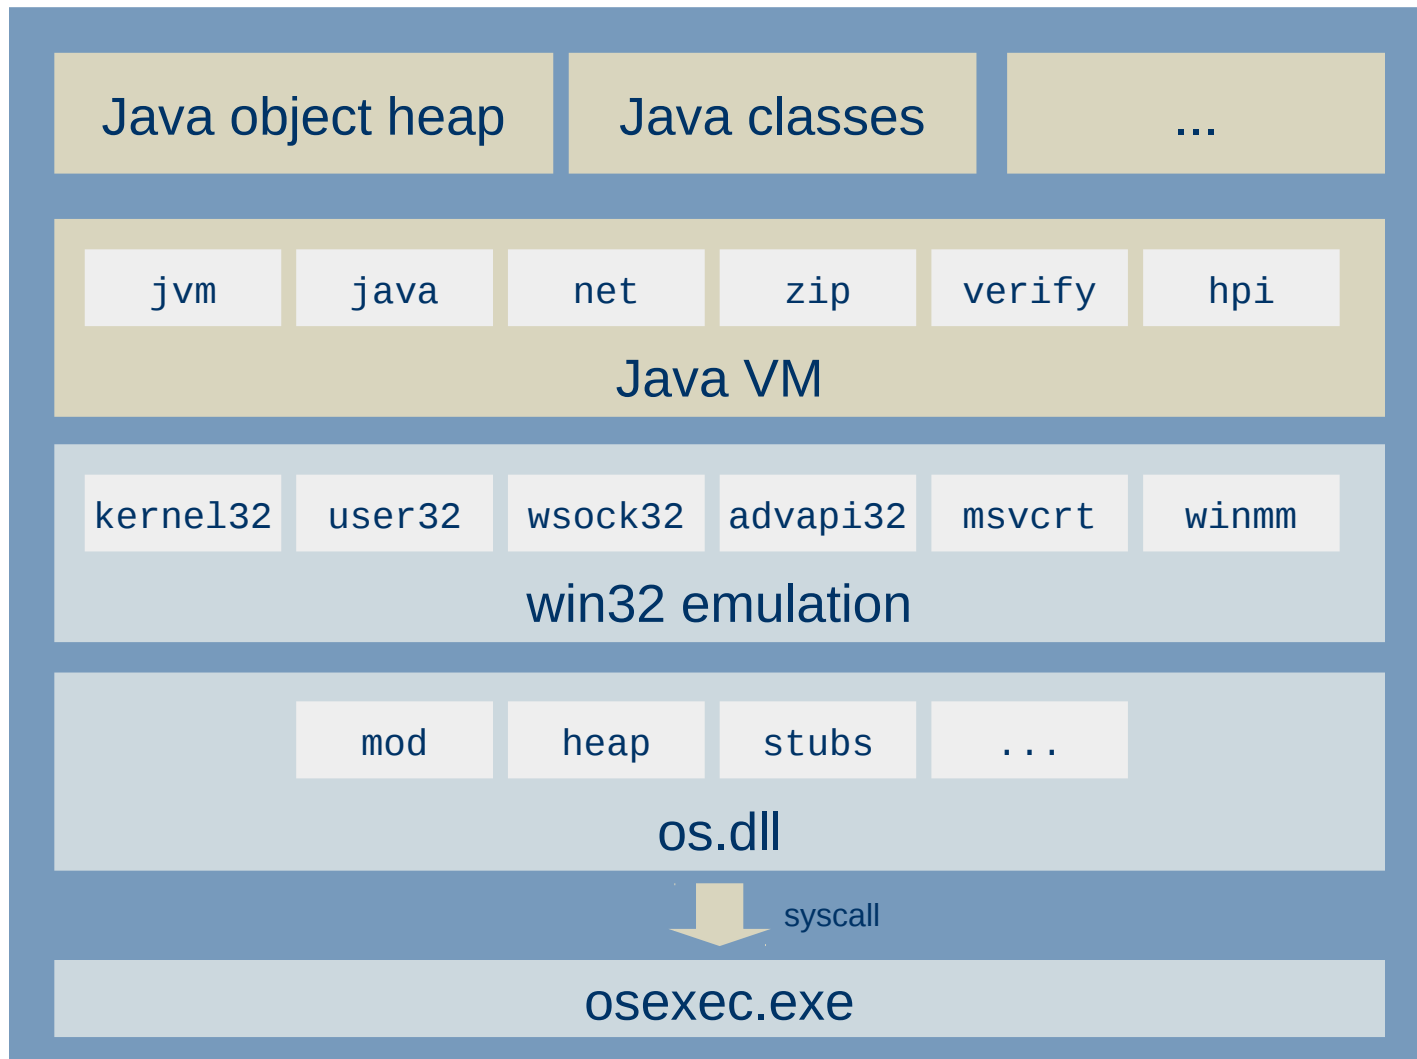 Java object heap Java classes ...
jvm java net zip verify hpi
Java VM
kernel32 user32 wsock32 advapi32 msvcrt winmm
win32 emulation
mod heap stubs ...
os.dll
syscall
osexec.exe